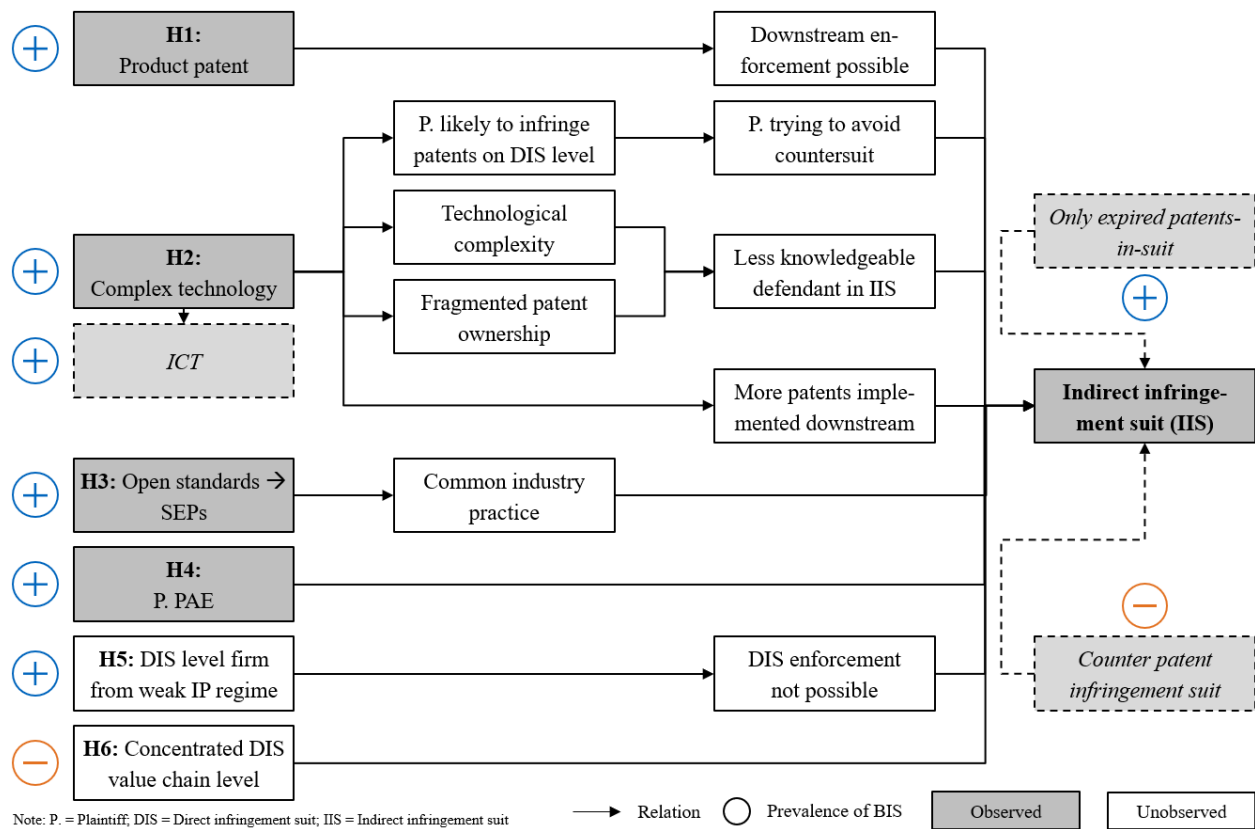 H1:
Product patent
Downstream en-
forcement possible
P. likely to infringe
patents on DIS level
P. trying to avoid
countersuit
Technological
complexity
Only expired patents-
in-suit
H2:
Complex technology
Less knowledgeable
defendant in IIS
Fragmented patent
ownership
ICT
More patents imple-
mented downstream
Indirect infringe-
ment suit (IIS)
H3: Open standards →
SEPs
Common industry
practice
H4:
P. PAE
H5: DIS level firm
from weak IP regime
DIS enforcement
not possible
Counter patent
infringement suit
H6: Concentrated DIS
value chain level
Note: P. = Plaintiff; DIS = Direct infringement suit; IIS = Indirect infringement suit
Relation
Prevalence of BIS
Observed
Unobserved